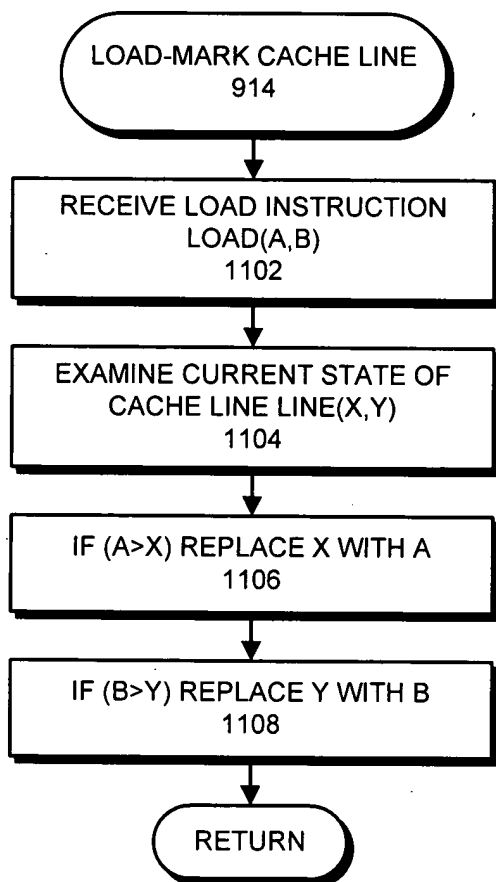 LOAD-MARK CACHE LINE
914
RECEIVE LOAD INSTRUCTION
LOAD(A,B)
1102
EXAMINE CURRENT STATE OF
CACHE LINE LINE(X,Y)
1104
IF (A>X) REPLACE X WITH A
1106
IF (B>Y) REPLACE Y WITH B
1108
RETURN